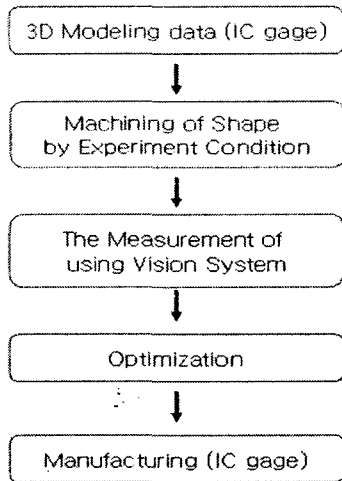 3D Modeling data (IC gage)
Machining of Shape
by Experiment Condition
The Measurement of
using Vision System
Optimization
Manufacturing (IC gage)